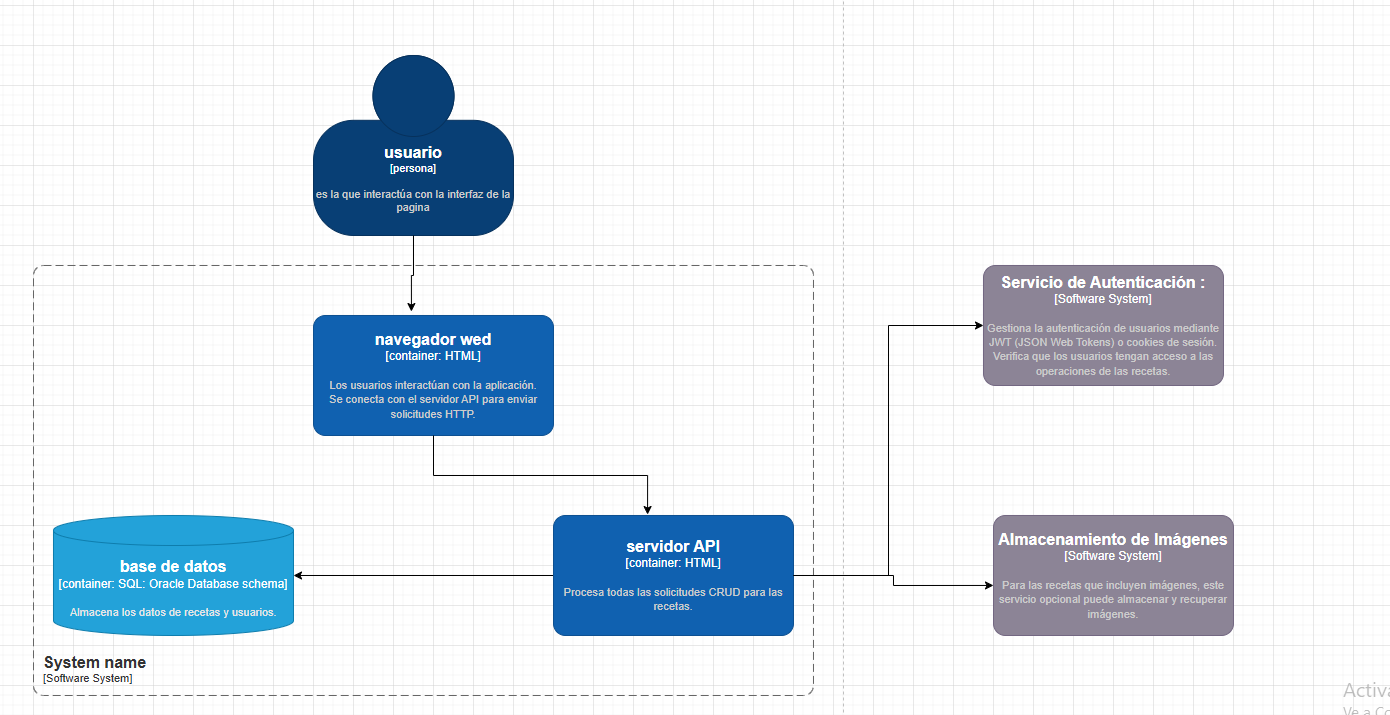 usuario
[persona]
es la que interactúa con la interfaz de la
pagina
navegador wed
[container: HTML]
Los usuarios interactúan con la aplicación.
Se conecta con el servidor API para enviar
solicitudes HTTP.
Servicio de Autenticación :
[Software System]
Gestiona la autenticación de usuarios mediante
JWT (JSON Web Tokens) o cookies de sesión.
Verifica que los usuarios tengan acceso a las
operaciones de las recetas.
base de datos
[container: SQL: Oracle Database schema]
Almacena los datos de recetas y usuarios.
servidor API
[container: HTML]
Procesa todas las solicitudes CRUD para las
recetas.
Almacenamiento de Imágenes
[Software System]
Para las recetas que incluyen imágenes, este
servicio opcional puede almacenar y recuperar
imágenes.
System name
[Software System]
Activa
Ve a Co